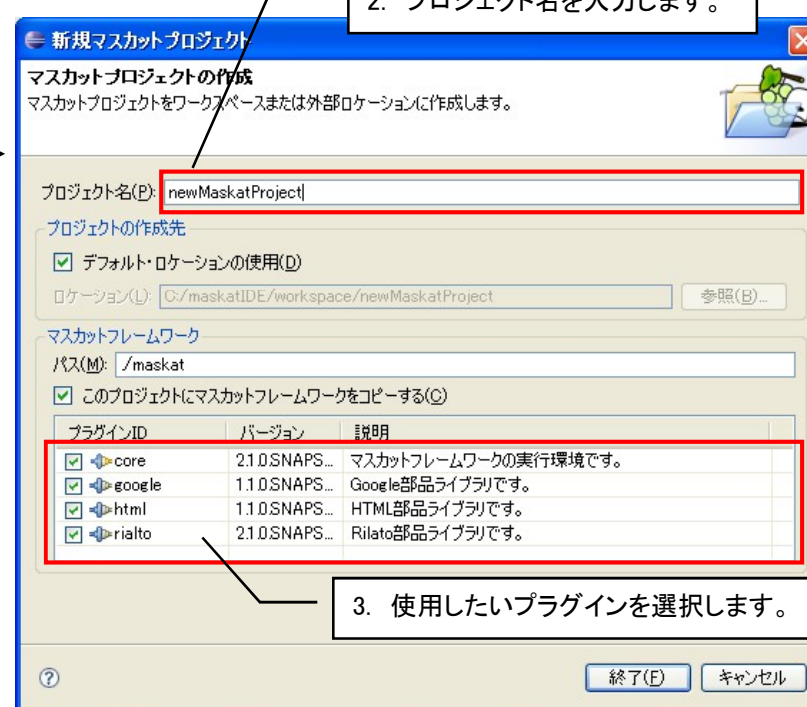 2. プロジェクト名を入力します。
新規マスカットプロジェクト
マスカットプロジェクトの作成
マスカットプロジェクトをワークスペースまたは外部ロケーションに作成します。
プロジェクト名(P): newMaskatProject
プロジェクトの作成先
デフォルト・ロケーションの使用(D)
ロケーション(L): C:/maskatIDE/workspace/newMaskatProject 参照(B)...
マスカットフレームワーク
パス(M): /maskat
このプロジェクトにマスカットフレームワークをコピーする(C)
プラグインID バージョン 説明
core 2.1.0.SNAPS... マスカットフレームワークの実行環境です。
google 1.1.0.SNAPS... Google部品ライブラリです。
html 1.1.0.SNAPS... HTML部品ライブラリです。
rialto 2.1.0.SNAPS... Rilato部品ライブラリです。
3. 使用したいプラグインを選択します。
終了(F) キャンセル